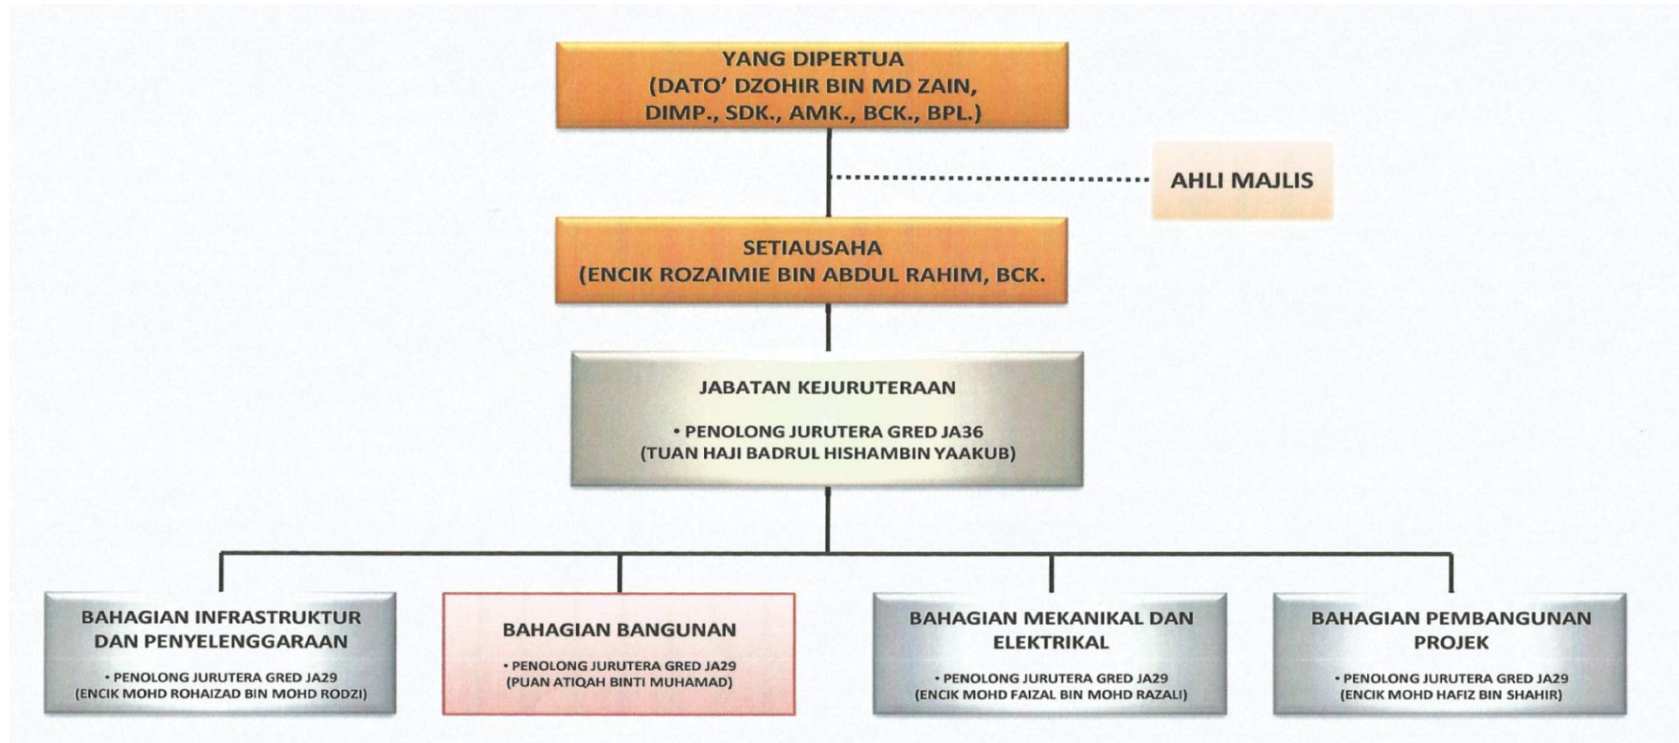 YANG DIPERTUA
(DATO’ DZOHIR BIN MD ZAIN,
DIMP., SDK., AMK., BCK., BPL.)
AHLI MAJLIS
SETIAUSAHA
(ENCIK ROZAIMIE BIN ABDUL RAHIM, BCK.
JABATAN KEJURUTERAAN
• PENOLONG JURUTERA GRED JA36
(TUAN HAJI BADRUL HISHAMBIN YAAKUB)
BAHAGIAN INFRASTRUKTUR
DAN PENYELENGGARAAN
• PENOLONG JURUTERA GRED JA29
(ENCIK MOHD ROHAIZAD BIN MOHD RODZI)
BAHAGIAN BANGUNAN
• PENOLONG JURUTERA GRED JA29
(PUAN ATIQAH BINTI MUHAMAD)
BAHAGIAN MEKANIKAL DAN
ELEKTRIKAL
• PENOLONG JURUTERA GRED JA29
(ENCIK MOHD FAIZAL BIN MOHD RAZALI)
BAHAGIAN PEMBANGUNAN
PROJEK
• PENOLONG JURUTERA GRED JA29
(ENCIK MOHD HAFIZ BIN SHAHIR)